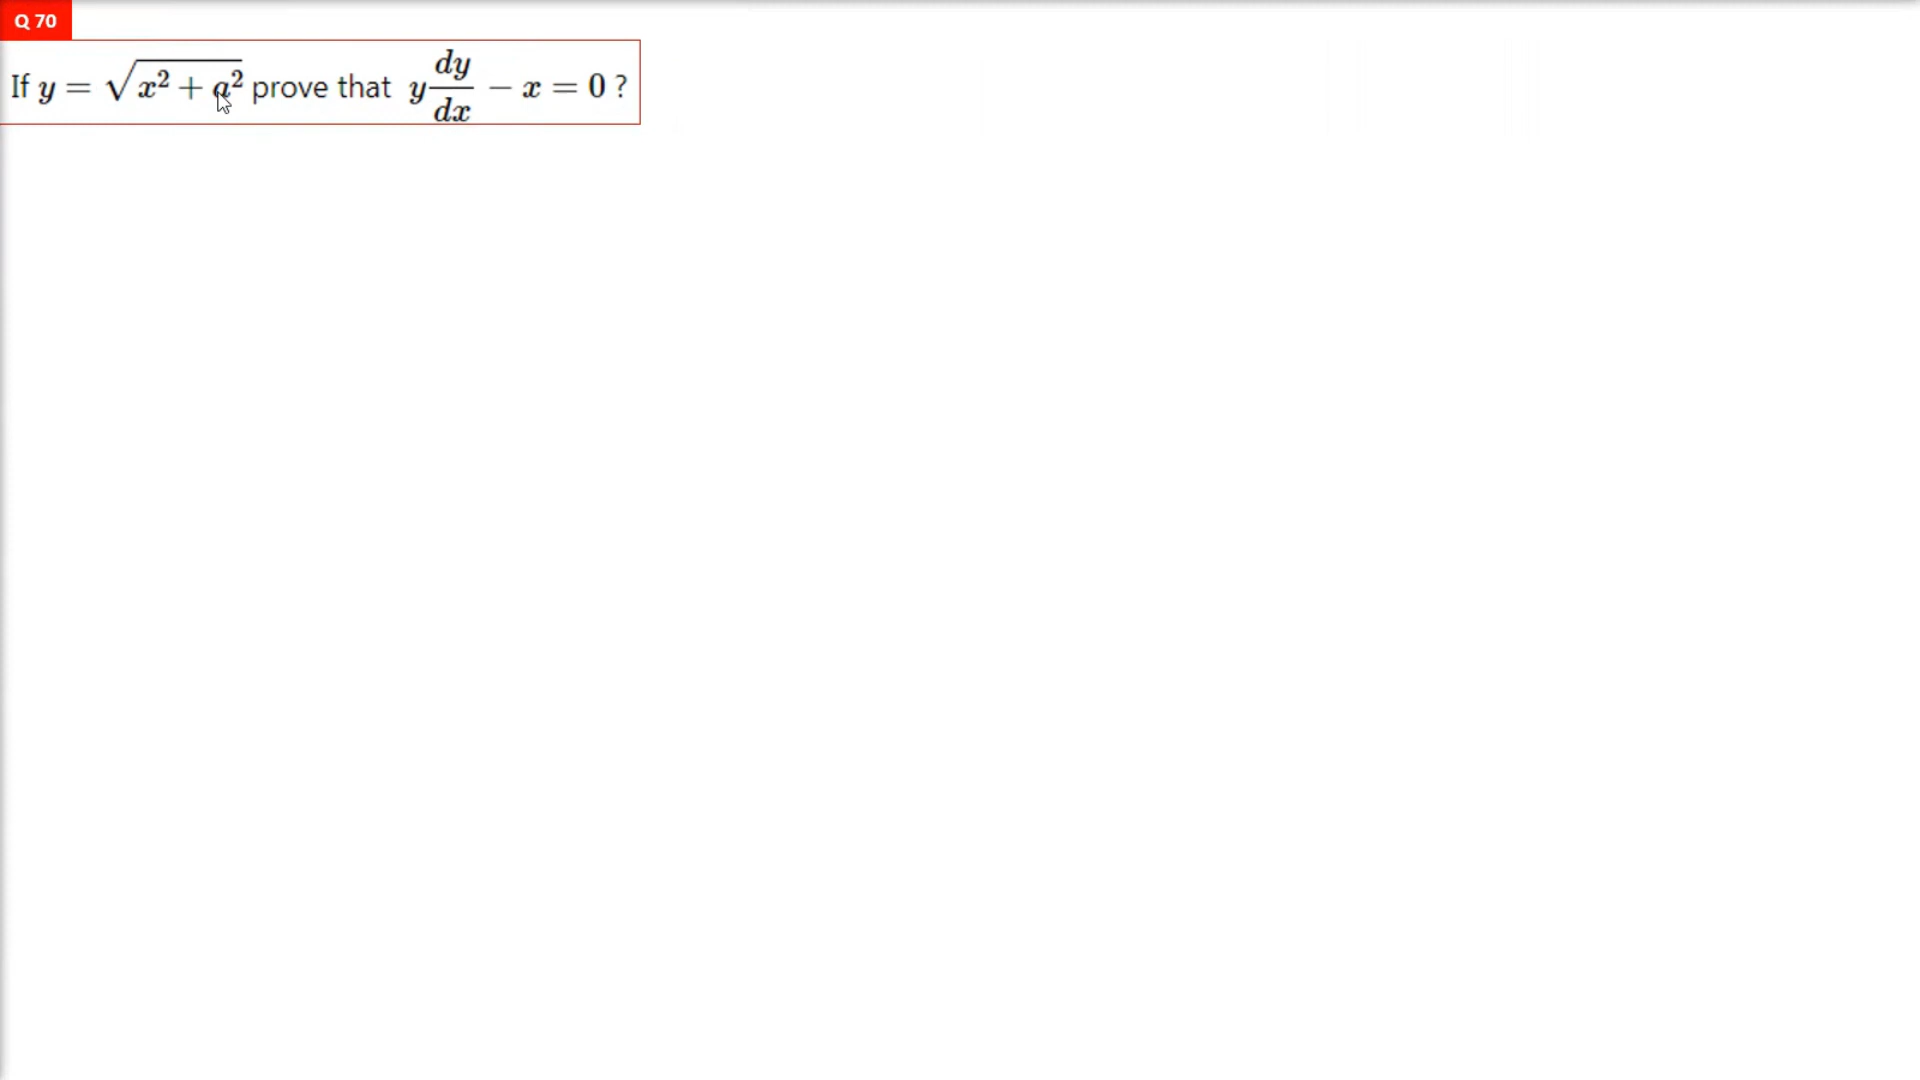 Q 70
If y = √(x² + a²) prove that y dy/dx − x = 0 ?